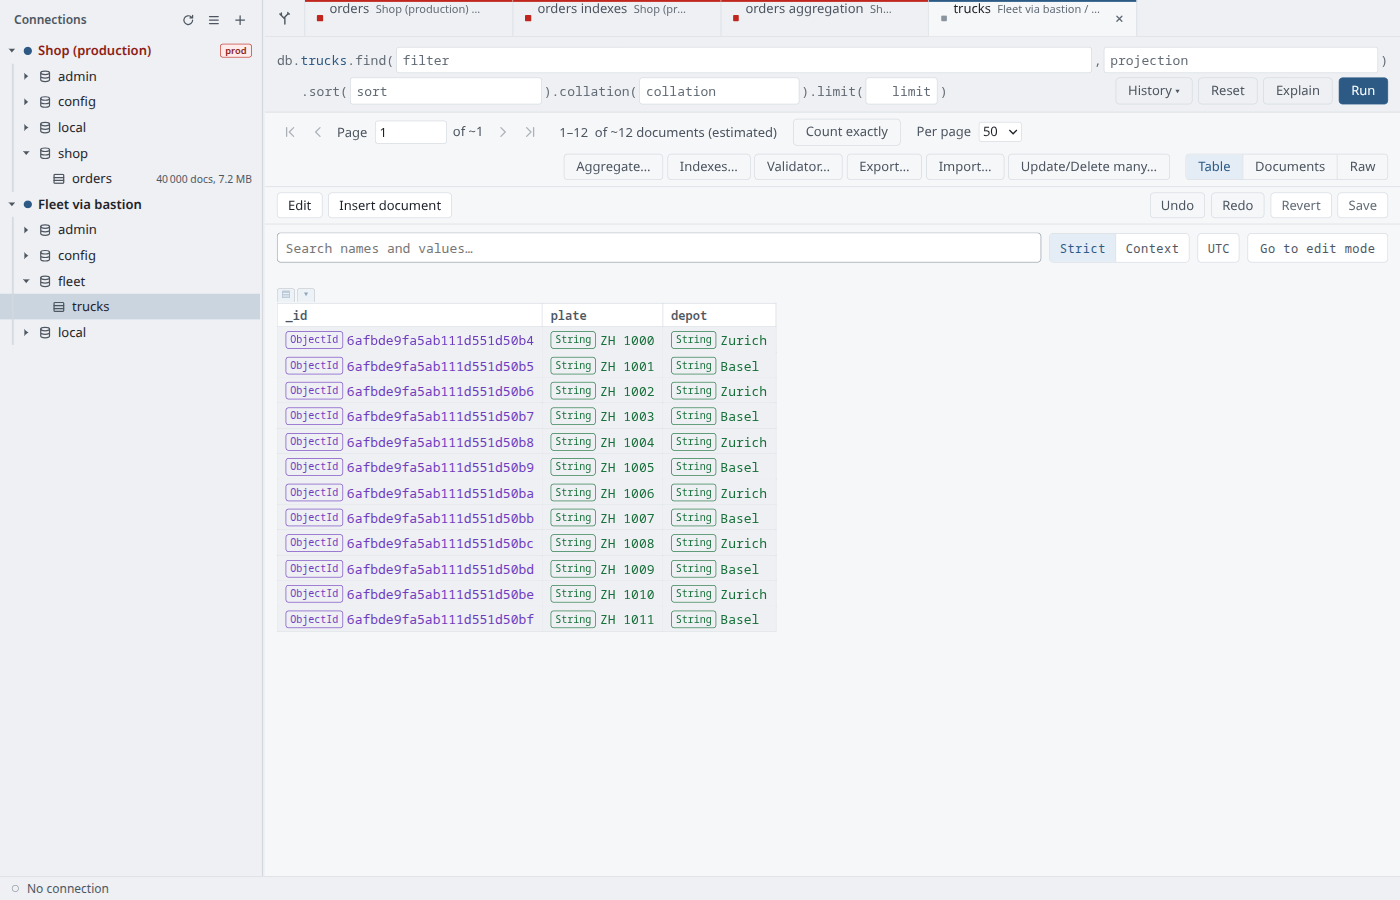 Connections
Shop (production) prod
admin
config
local
shop
orders 40 000 docs, 7.2 MB
Fleet via bastion
admin
config
fleet
trucks
local
orders Shop (production) ...
orders indexes Shop (pr...
orders aggregation Sh...
trucks Fleet via bastion / ... ×
db.trucks.find( filter , projection )
.sort( sort ).collation( collation ).limit( limit )
History ▾ Reset Explain Run
Page 1 of ~1 1–12 of ~12 documents (estimated) Count exactly Per page 50
Aggregate... Indexes... Validator... Export... Import... Update/Delete many... Table Documents Raw
Edit Insert document Undo Redo Revert Save
Search names and values… Strict Context UTC Go to edit mode
_id plate depot
ObjectId 6afbde9fa5ab111d551d50b4 String ZH 1000 String Zurich
ObjectId 6afbde9fa5ab111d551d50b5 String ZH 1001 String Basel
ObjectId 6afbde9fa5ab111d551d50b6 String ZH 1002 String Zurich
ObjectId 6afbde9fa5ab111d551d50b7 String ZH 1003 String Basel
ObjectId 6afbde9fa5ab111d551d50b8 String ZH 1004 String Zurich
ObjectId 6afbde9fa5ab111d551d50b9 String ZH 1005 String Basel
ObjectId 6afbde9fa5ab111d551d50ba String ZH 1006 String Zurich
ObjectId 6afbde9fa5ab111d551d50bb String ZH 1007 String Basel
ObjectId 6afbde9fa5ab111d551d50bc String ZH 1008 String Zurich
ObjectId 6afbde9fa5ab111d551d50bd String ZH 1009 String Basel
ObjectId 6afbde9fa5ab111d551d50be String ZH 1010 String Zurich
ObjectId 6afbde9fa5ab111d551d50bf String ZH 1011 String Basel
No connection